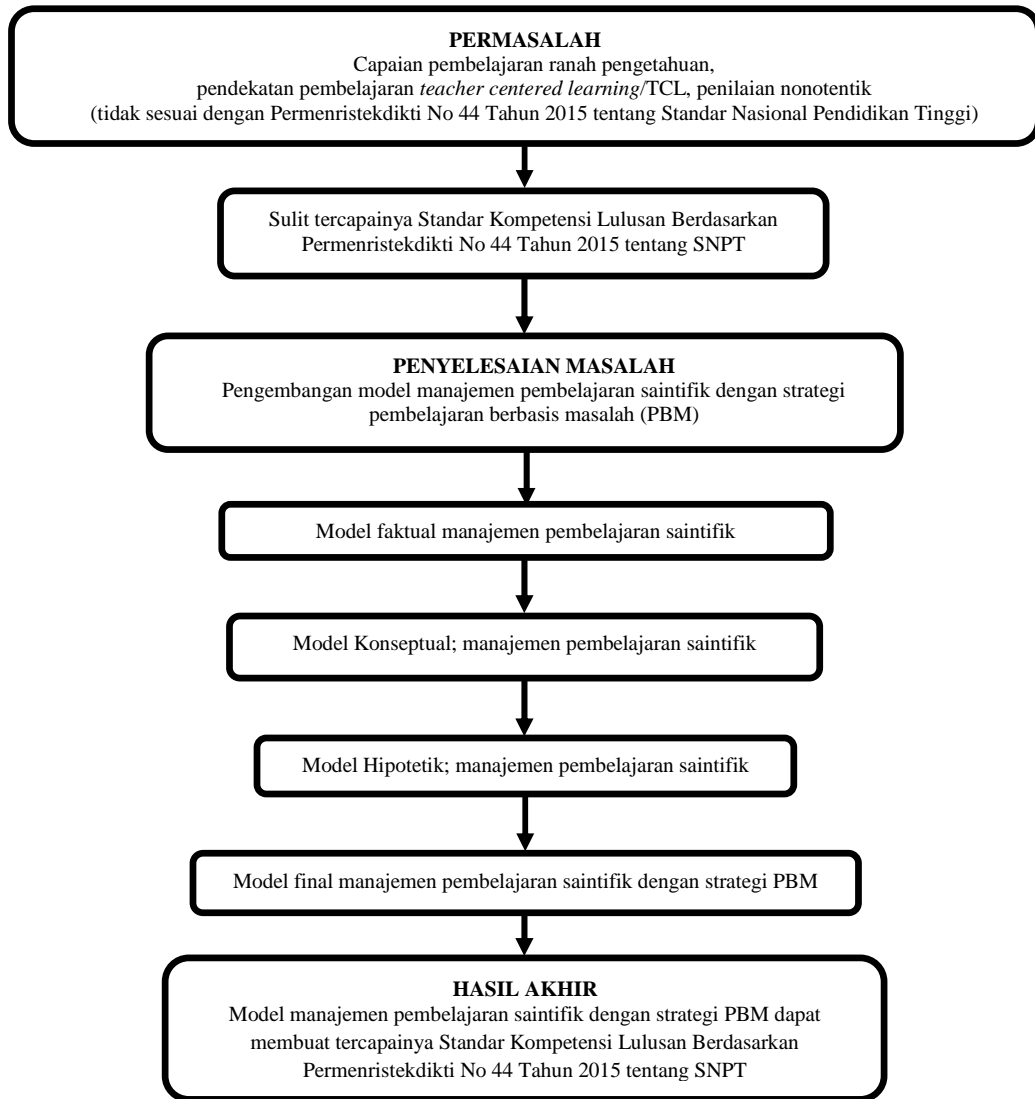 PERMASALAH
Capaian pembelajaran ranah pengetahuan,
pendekatan pembelajaran teacher centered learning/TCL, penilaian nonotentik
(tidak sesuai dengan Permenristekdikti No 44 Tahun 2015 tentang Standar Nasional Pendidikan Tinggi)
Sulit tercapainya Standar Kompetensi Lulusan Berdasarkan
Permenristekdikti No 44 Tahun 2015 tentang SNPT
PENYELESAIAN MASALAH
Pengembangan model manajemen pembelajaran saintifik dengan strategi
pembelajaran berbasis masalah (PBM)
Model faktual manajemen pembelajaran saintifik
Model Konseptual; manajemen pembelajaran saintifik
Model Hipotetik; manajemen pembelajaran saintifik
Model final manajemen pembelajaran saintifik dengan strategi PBM
HASIL AKHIR
Model manajemen pembelajaran saintifik dengan strategi PBM dapat
membuat tercapainya Standar Kompetensi Lulusan Berdasarkan
Permenristekdikti No 44 Tahun 2015 tentang SNPT